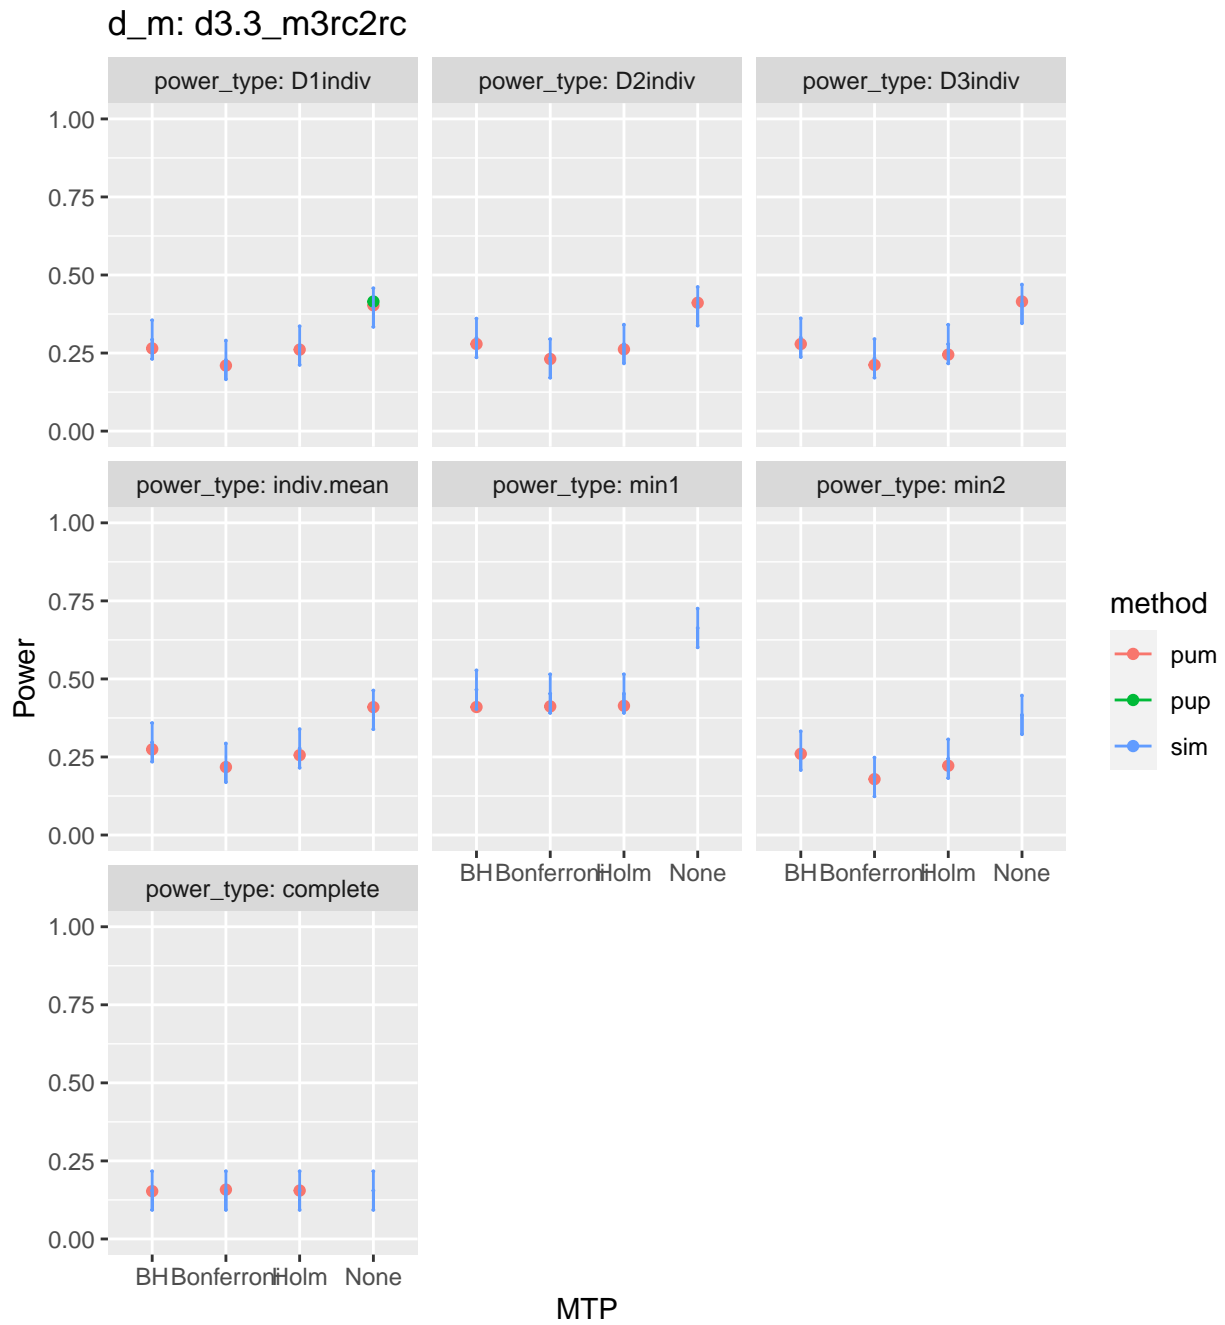 d_m: d3.3_m3rc2rc
power_type: D1indiv
power_type: D2indiv
power_type: D3indiv
1.00
0.75
0.50
0.25
0.00
power_type: indiv.mean
power_type: min1
power_type: min2
1.00
0.75
0.50
0.25
0.00
BH Bonferroni Holm None
BH Bonferroni Holm None
power_type: complete
1.00
0.75
0.50
0.25
0.00
BH Bonferroni Holm None
Power
MTP
method
pum
pup
sim